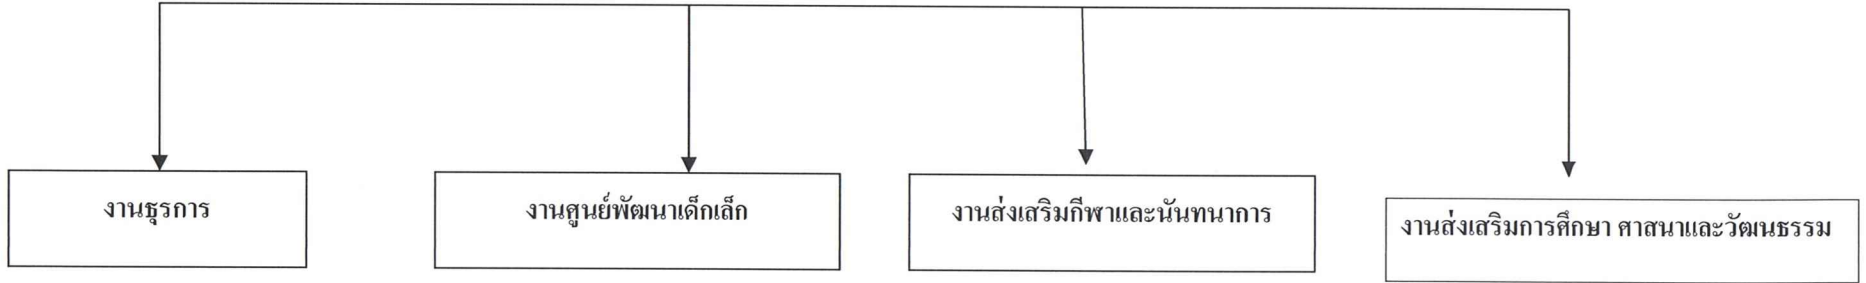 งานธุรการ
งานศูนย์พัฒนาเด็กเล็ก
งานส่งเสริมกีฬาและนันทนาการ
งานส่งเสริมการศึกษา ศาสนาและวัฒนธรรม